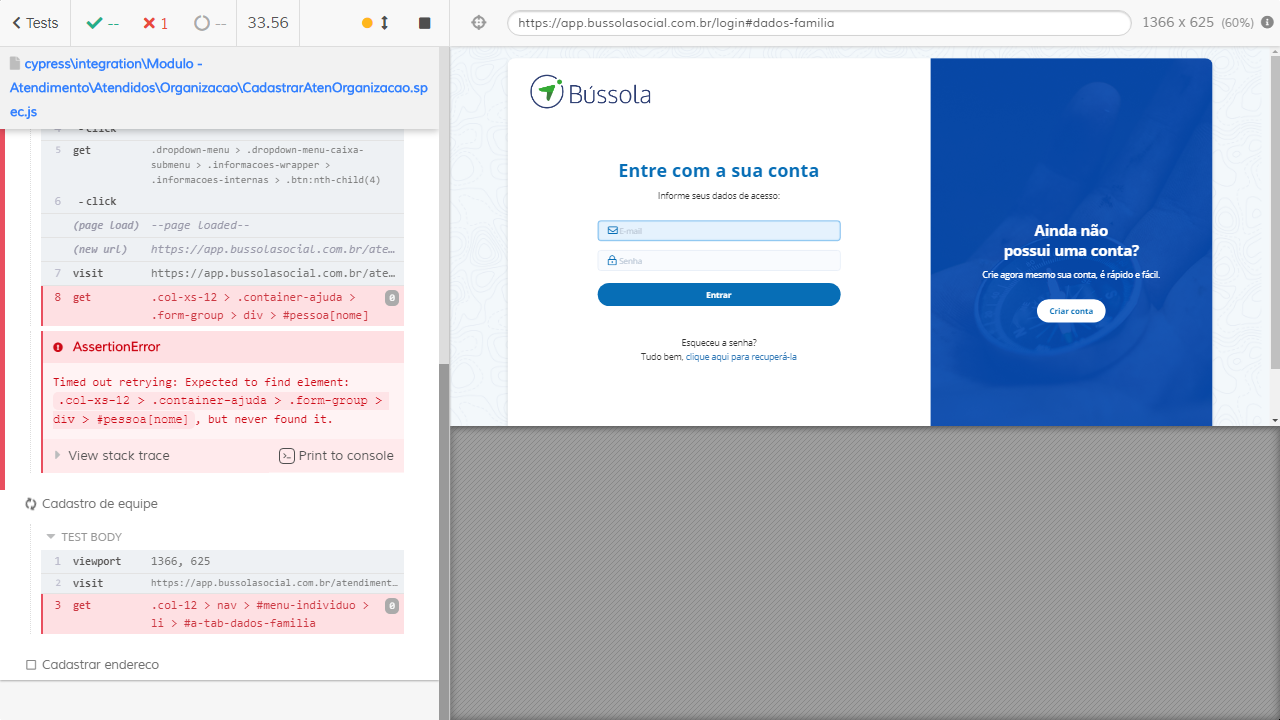 Tests
--
1
--
33.56
https://app.bussolasocial.com.br/login#dados-familia
1366 x 625 (60%)
cypress\integration\Modulo -
Atendimento\Atendidos\Organizacao\CadastrarAtenOrganizacao.sp
ec.js
4 - click
5 get .dropdown-menu > .dropdown-menu-caixa-
submenu > .informacoes-wrapper >
.informacoes-internas > .btn:nth-child(4)
6 - click
(page load) --page loaded--
(new url) https://app.bussolasocial.com.br/ate…
7 visit https://app.bussolasocial.com.br/ate…
8 get .col-xs-12 > .container-ajuda > 0
.form-group > div > #pessoa[nome]
AssertionError
Timed out retrying: Expected to find element:
.col-xs-12 > .container-ajuda > .form-group >
div > #pessoa[nome] , but never found it.
View stack trace Print to console
Cadastro de equipe
TEST BODY
1 viewport 1366, 625
2 visit https://app.bussolasocial.com.br/atendiment…
3 get .col-12 > nav > #menu-individuo > 0
li > #a-tab-dados-familia
Cadastrar endereco
Bússola
Entre com a sua conta
Informe seus dados de acesso:
E-mail
Senha
Entrar
Esqueceu a senha?
Tudo bem, clique aqui para recuperá-la
Ainda não
possui uma conta?
Crie agora mesmo sua conta, é rápido e fácil.
Criar conta